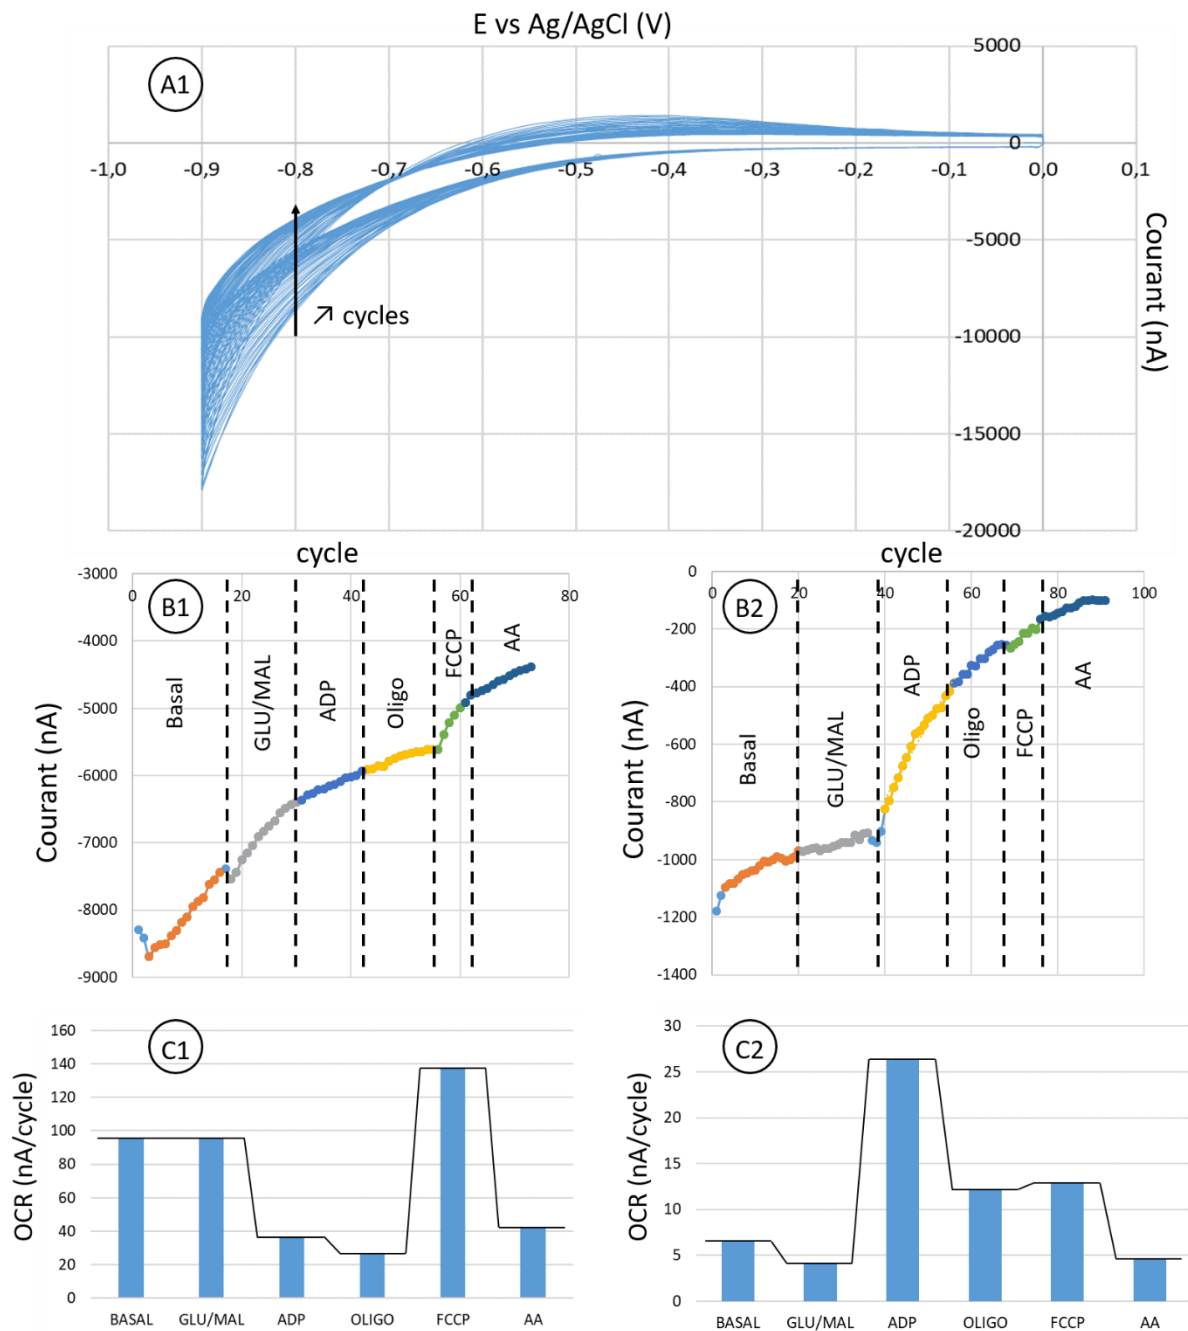 E vs Ag/AgCl (V)
A1
5000
0
-1,0 -0,9 -0,8 -0,7 -0,6 -0,5 -0,4 -0,3 -0,2 -0,1 0,0 0,1
-5000
-10000
-15000
-20000
↗ cycles
Courant (nA)
cycle
B1
0 20 40 60 80
-3000
-4000
-5000
-6000
-7000
-8000
-9000
Courant (nA)
Basal
GLU/MAL
ADP
Oligo
FCCP
AA
cycle
B2
0 20 40 60 80 100
0
-200
-400
-600
-800
-1000
-1200
-1400
Courant (nA)
Basal
GLU/MAL
ADP
Oligo
FCCP
AA
C1
160
140
120
100
80
60
40
20
0
OCR (nA/cycle)
BASAL GLU/MAL ADP OLIGO FCCP AA
C2
30
25
20
15
10
5
0
OCR (nA/cycle)
BASAL GLU/MAL ADP OLIGO FCCP AA